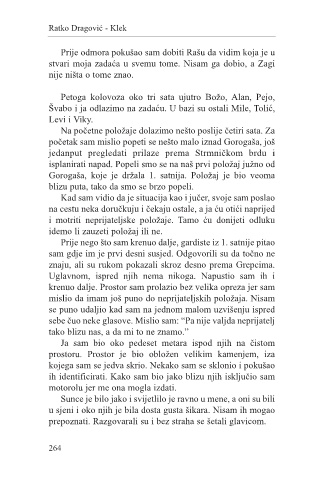 Ratko Dragović - Klek
Prije odmora pokušao sam dobiti Rašu da vidim koja je u
stvari moja zadaća u svemu tome. Nisam ga dobio, a Zagi
nije ništa o tome znao.
Petoga kolovoza oko tri sata ujutro Božo, Alan, Pejo,
Švabo i ja odlazimo na zadaću. U bazi su ostali Mile, Tolić,
Levi i Viky.
Na početne položaje dolazimo nešto poslije četiri sata. Za
početak sam mislio popeti se nešto malo iznad Gorogaša, još
jedanput pregledati prilaze prema Strmničkom brdu i
isplanirati napad. Popeli smo se na naš prvi položaj južno od
Gorogaša, koje je držala 1. satnija. Položaj je bio veoma
blizu puta, tako da smo se brzo popeli.
Kad sam vidio da je situacija kao i jučer, svoje sam poslao
na cestu neka doručkuju i čekaju ostale, a ja ću otići naprijed
i motriti neprijateljske položaje. Tamo ću donijeti odluku
idemo li zauzeti položaj ili ne.
Prije nego što sam krenuo dalje, gardiste iz 1. satnije pitao
sam gdje im je prvi desni susjed. Odgovorili su da točno ne
znaju, ali su rukom pokazali skroz desno prema Grepcima.
Uglavnom, ispred njih nema nikoga. Napustio sam ih i
krenuo dalje. Prostor sam prolazio bez velika opreza jer sam
mislio da imam još puno do neprijateljskih položaja. Nisam
se puno udaljio kad sam na jednom malom uzvišenju ispred
sebe čuo neke glasove. Mislio sam: “Pa nije valjda neprijatelj
tako blizu nas, a da mi to ne znamo.”
Ja sam bio oko pedeset metara ispod njih na čistom
prostoru. Prostor je bio obložen velikim kamenjem, iza
kojega sam se jedva skrio. Nekako sam se sklonio i pokušao
ih identificirati. Kako sam bio jako blizu njih isključio sam
motorolu jer me ona mogla izdati.
Sunce je bilo jako i svijetlilo je ravno u mene, a oni su bili
u sjeni i oko njih je bila dosta gusta šikara. Nisam ih mogao
prepoznati. Razgovarali su i bez straha se šetali glavicom.
264